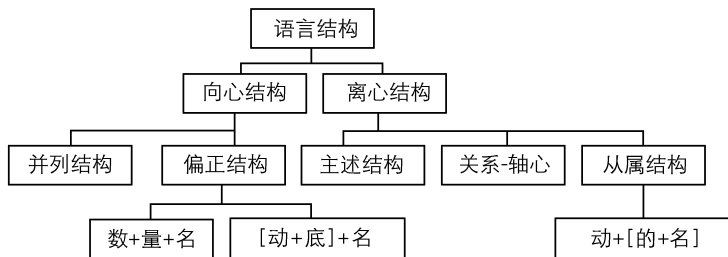 语言结构
向心结构 离心结构
并列结构 偏正结构 主述结构 关系-轴心 从属结构
数+量+名 [动+底]+名 动+[的+名]